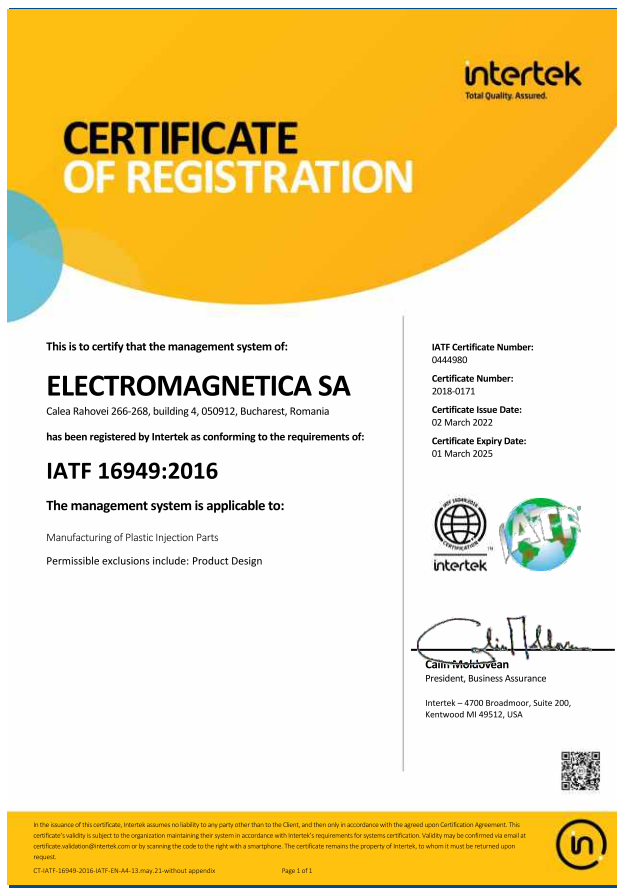 intertek
Total Quality. Assured.
CERTIFICATE
OF REGISTRATION
This is to certify that the management system of:
ELECTROMAGNETICA SA
Calea Rahovei 266-268, building 4, 050912, Bucharest, Romania
has been registered by Intertek as conforming to the requirements of:
IATF 16949:2016
The management system is applicable to:
Manufacturing of Plastic Injection Parts
Permissible exclusions include: Product Design
IATF Certificate Number:
0444980
Certificate Number:
2018-0171
Certificate Issue Date:
02 March 2022
Certificate Expiry Date:
01 March 2025
IATF 16949:2016
CERTIFICATION
TM
intertek
IATF
Calin Moldovean
President, Business Assurance
Intertek – 4700 Broadmoor, Suite 200,
Kentwood MI 49512, USA
In the issuance of this certificate, Intertek assumes no liability to any party other than to the Client, and then only in accordance with the agreed upon Certification Agreement. This
certificate's validity is subject to the organization maintaining their system in accordance with Intertek's requirements for systems certification. Validity may be confirmed via email at
certificate.validation@intertek.com or by scanning the code to the right with a smartphone. The certificate remains the property of Intertek, to whom it must be returned upon
request.
CT-IATF-16949-2016-IATF-EN-A4-13.may.21-without appendix
Page 1 of 1
in